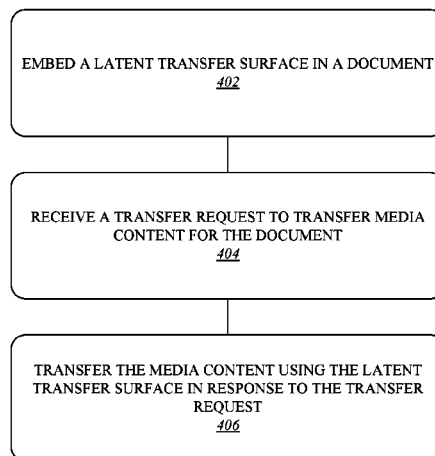 EMBED A LATENT TRANSFER SURFACE IN A DOCUMENT
402
RECEIVE A TRANSFER REQUEST TO TRANSFER MEDIA
CONTENT FOR THE DOCUMENT
404
TRANSFER THE MEDIA CONTENT USING THE LATENT
TRANSFER SURFACE IN RESPONSE TO THE TRANSFER
REQUEST
406